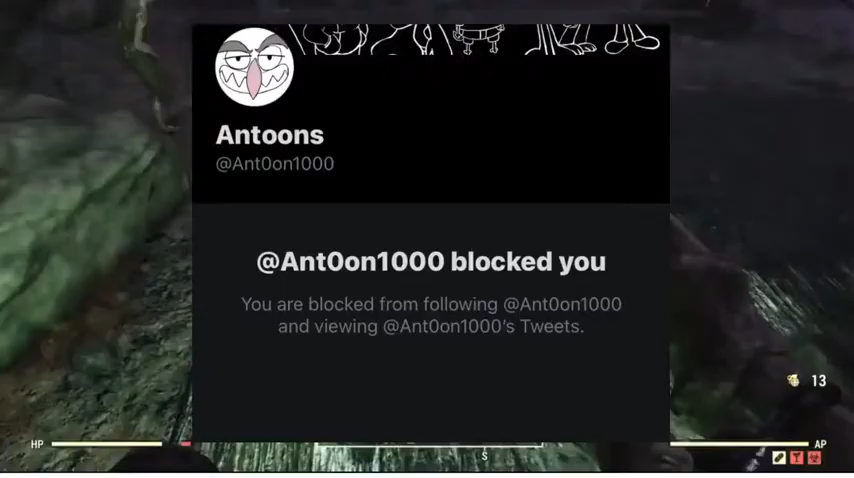 Antoons
@Ant0on1000
@Ant0on1000 blocked you
You are blocked from following @Ant0on1000
and viewing @Ant0on1000's Tweets.
13
HP
AP
S